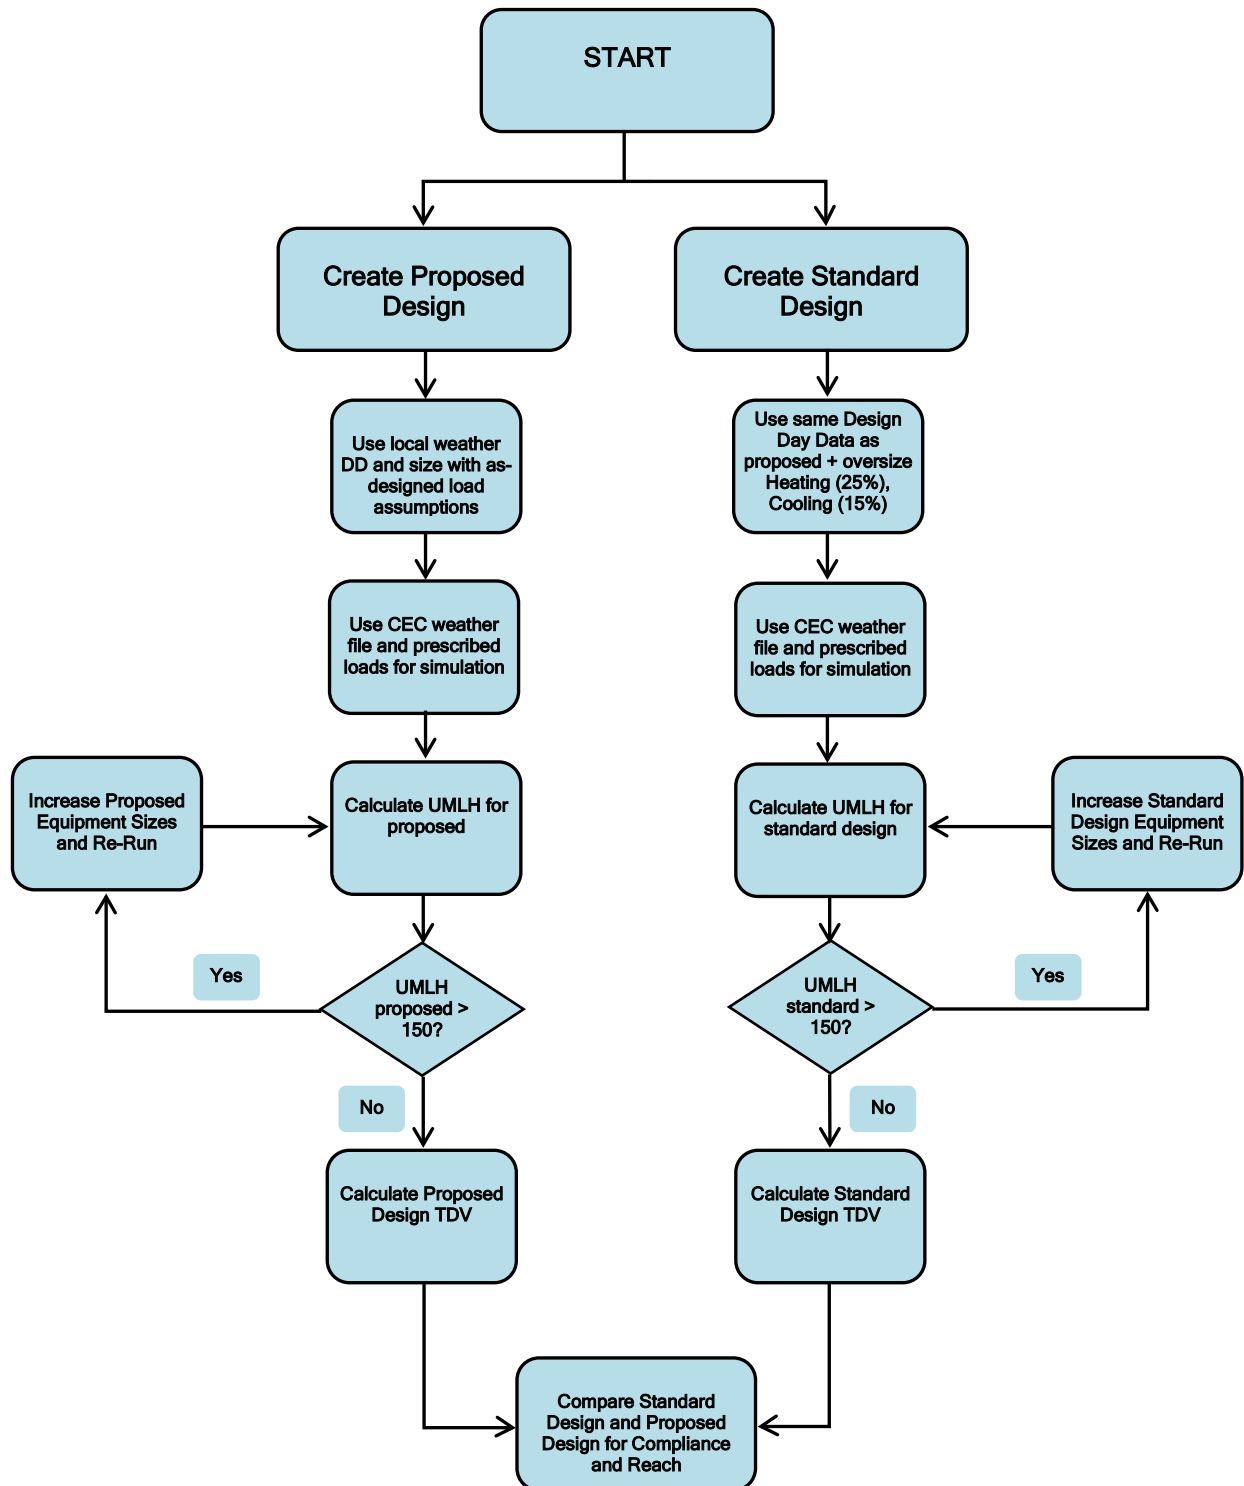 START
Create Proposed
Design
Create Standard
Design
Use local weather
DD and size with as-
designed load
assumptions
Use same Design
Day Data as
proposed + oversize
Heating (25%),
Cooling (15%)
Use CEC weather
file and prescribed
loads for simulation
Use CEC weather
file and prescribed
loads for simulation
Increase Proposed
Equipment Sizes
and Re-Run
Calculate UMLH for
proposed
Calculate UMLH for
standard design
Increase Standard
Design Equipment
Sizes and Re-Run
Yes
UMLH
proposed >
150?
UMLH
standard >
150?
Yes
No
No
Calculate Proposed
Design TDV
Calculate Standard
Design TDV
Compare Standard
Design and Proposed
Design for Compliance
and Reach